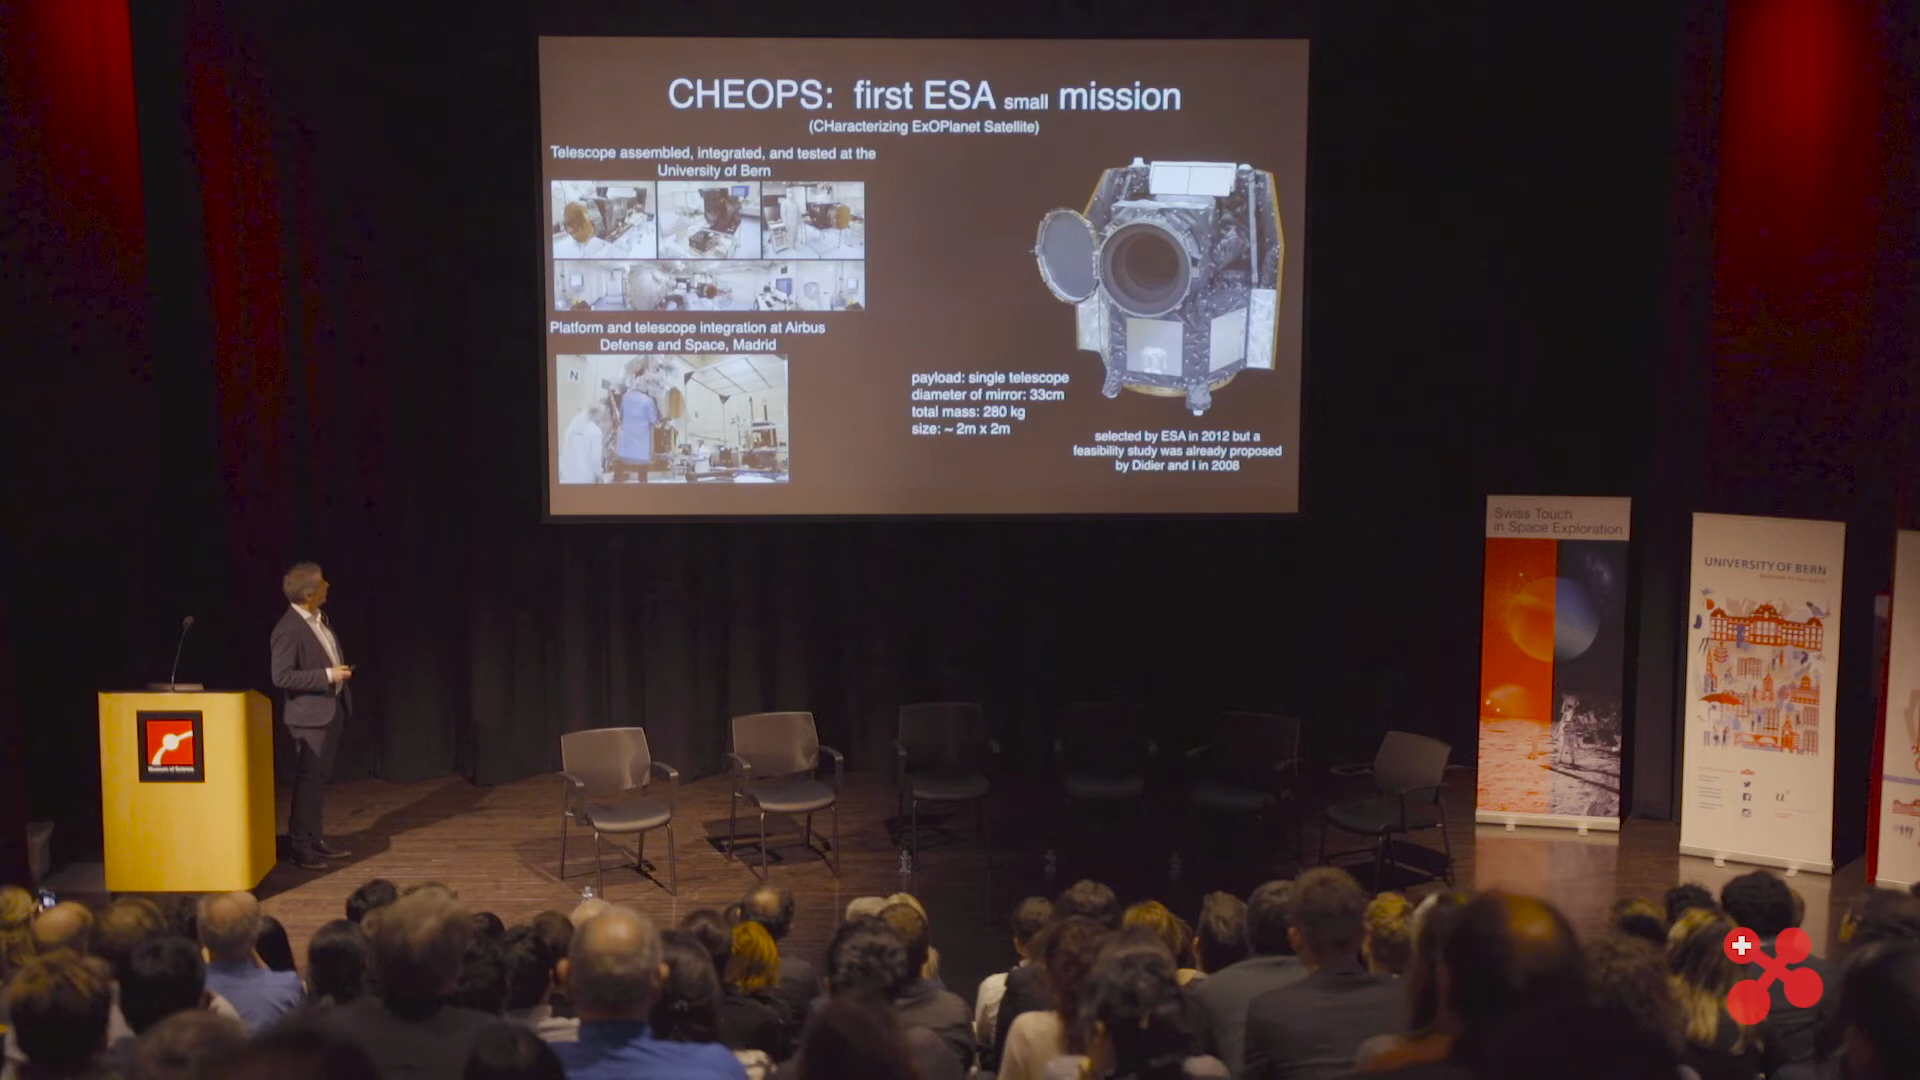 CHEOPS: first ESA small mission
(CHaracterizing ExOPlanet Satellite)
Telescope assembled, integrated, and tested at the
University of Bern
Platform and telescope integration at Airbus
Defense and Space, Madrid
N
payload: single telescope
diameter of mirror: 33cm
total mass: 280 kg
size: ~ 2m x 2m
selected by ESA in 2012 but a
feasibility study was already proposed
by Didier and I in 2008
Swiss Touch
in Space Exploration
UNIVERSITY OF BERN
Museum of Science